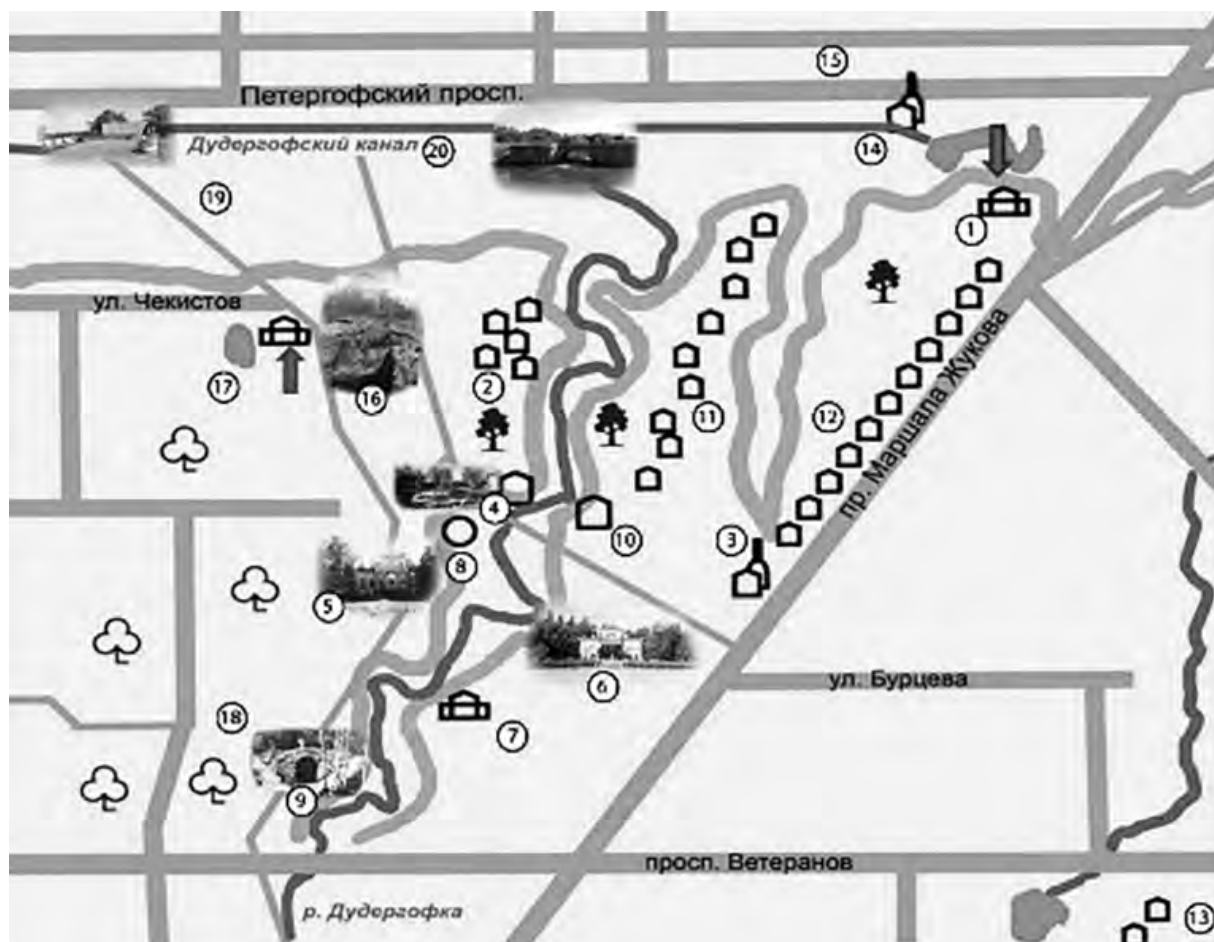 15
Петергофский просп.
Дудергофский канал
20
14
19
1
ул. Чекистов
17
16
2
11
12
пр. Маршала Жукова
4
10
3
8
5
6
ул. Бурцева
18
7
9
просп. Ветеранов
р. Дудергофка
13